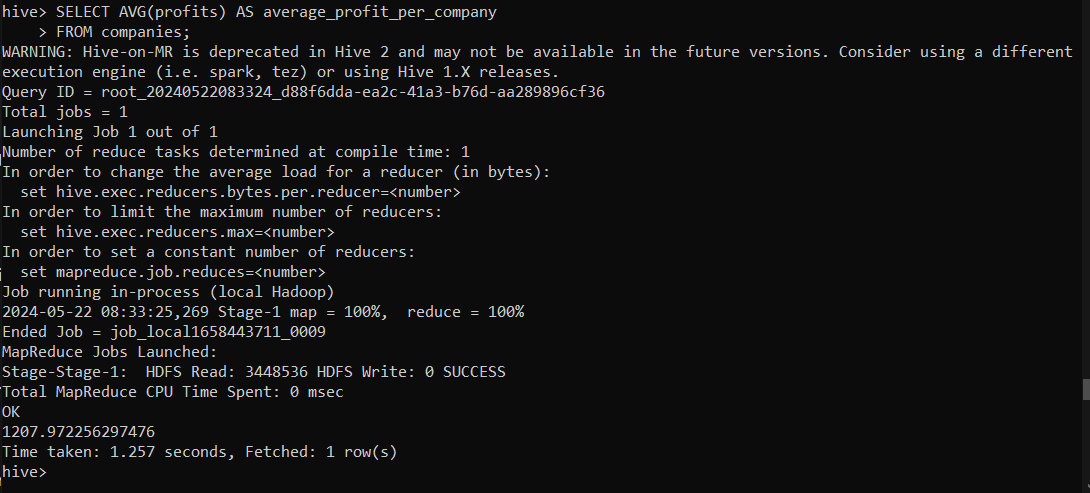 hive> SELECT AVG(profits) AS average_profit_per_company
    > FROM companies;
WARNING: Hive-on-MR is deprecated in Hive 2 and may not be available in the future versions. Consider using a different
execution engine (i.e. spark, tez) or using Hive 1.X releases.
Query ID = root_20240522083324_d88f6dda-ea2c-41a3-b76d-aa289896cf36
Total jobs = 1
Launching Job 1 out of 1
Number of reduce tasks determined at compile time: 1
In order to change the average load for a reducer (in bytes):
  set hive.exec.reducers.bytes.per.reducer=<number>
In order to limit the maximum number of reducers:
  set hive.exec.reducers.max=<number>
In order to set a constant number of reducers:
  set mapreduce.job.reduces=<number>
Job running in-process (local Hadoop)
2024-05-22 08:33:25,269 Stage-1 map = 100%,  reduce = 100%
Ended Job = job_local1658443711_0009
MapReduce Jobs Launched:
Stage-Stage-1:  HDFS Read: 3448536 HDFS Write: 0 SUCCESS
Total MapReduce CPU Time Spent: 0 msec
OK
1207.972256297476
Time taken: 1.257 seconds, Fetched: 1 row(s)
hive>